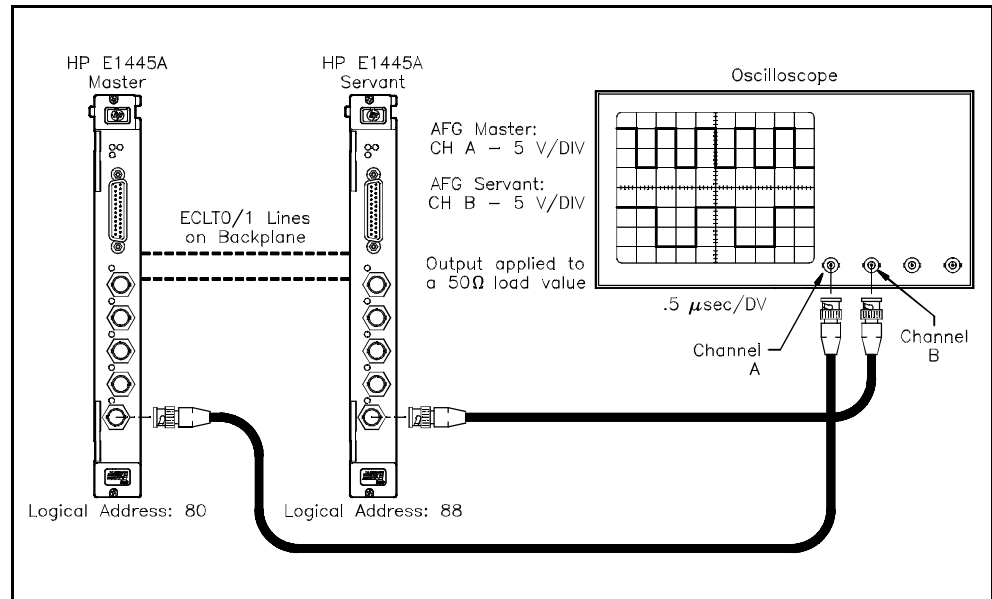 HP E1445A
Master
HP E1445A
Servant
Oscilloscope
AFG Master:
CH A – 5 V/DIV
AFG Servant:
CH B – 5 V/DIV
ECLT0/1 Lines
on Backplane
Output applied to
a 50Ω load value
.5 µsec/DV
Channel
A
Channel
B
Logical Address: 80
Logical Address: 88